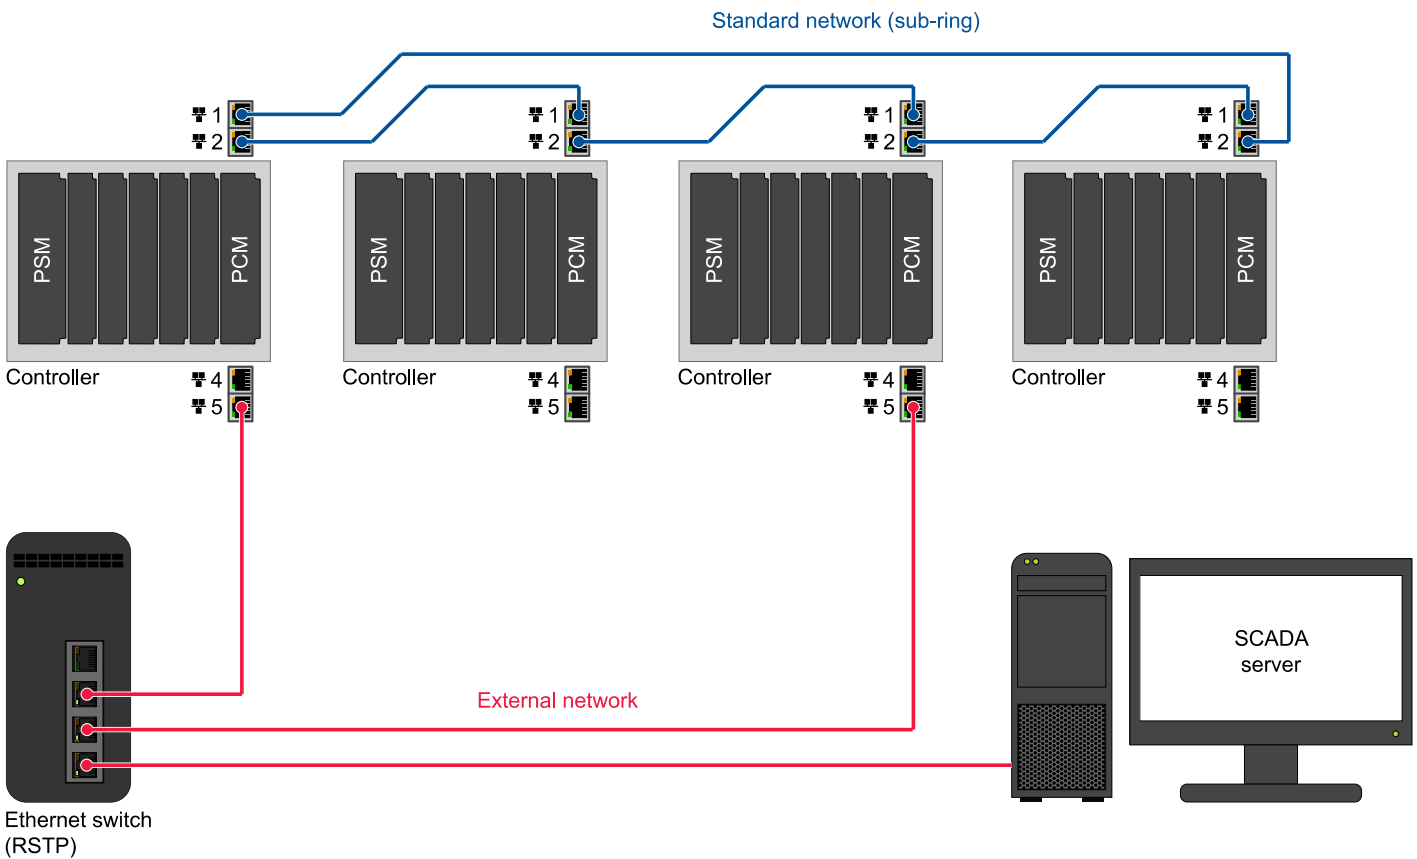 Standard network (sub-ring)
1 1 1 1
2 2 2 2
PSM PCM PSM PCM PSM PCM PSM PCM
Controller Controller Controller Controller
4 4 4 4
5 5 5 5
SCADA
server
External network
Ethernet switch
(RSTP)